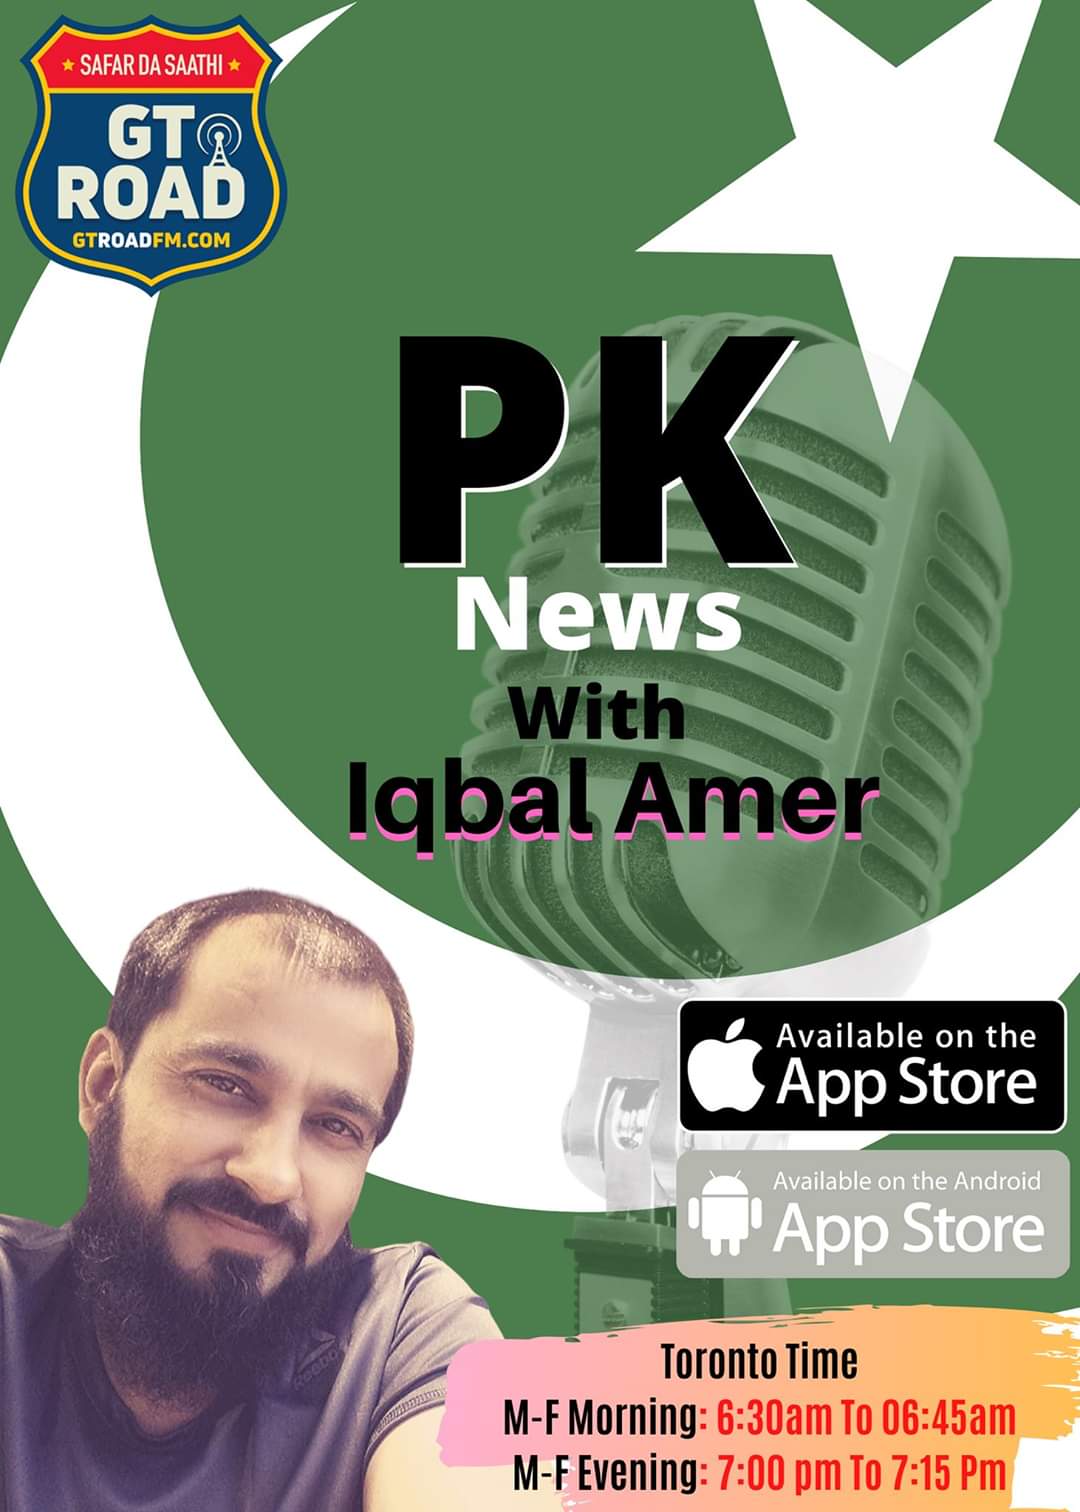 SAFAR DA SAATHI
GT
ROAD
GTROADFM.COM
PK
News
With
Iqbal Amer
Available on the
App Store
Available on the Android
App Store
Reebok
Toronto Time
M-F Morning: 6:30am To 06:45am
M-F Evening: 7:00 pm To 7:15 Pm